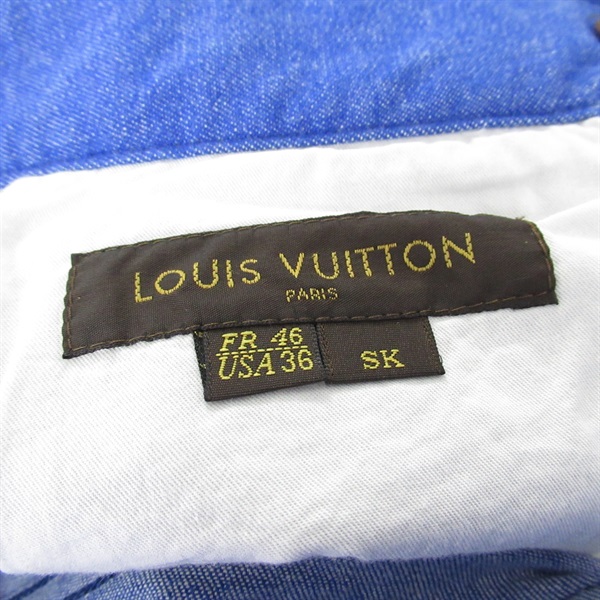 LOUIS VUITTON
PARIS
FR 46
USA 36
SK